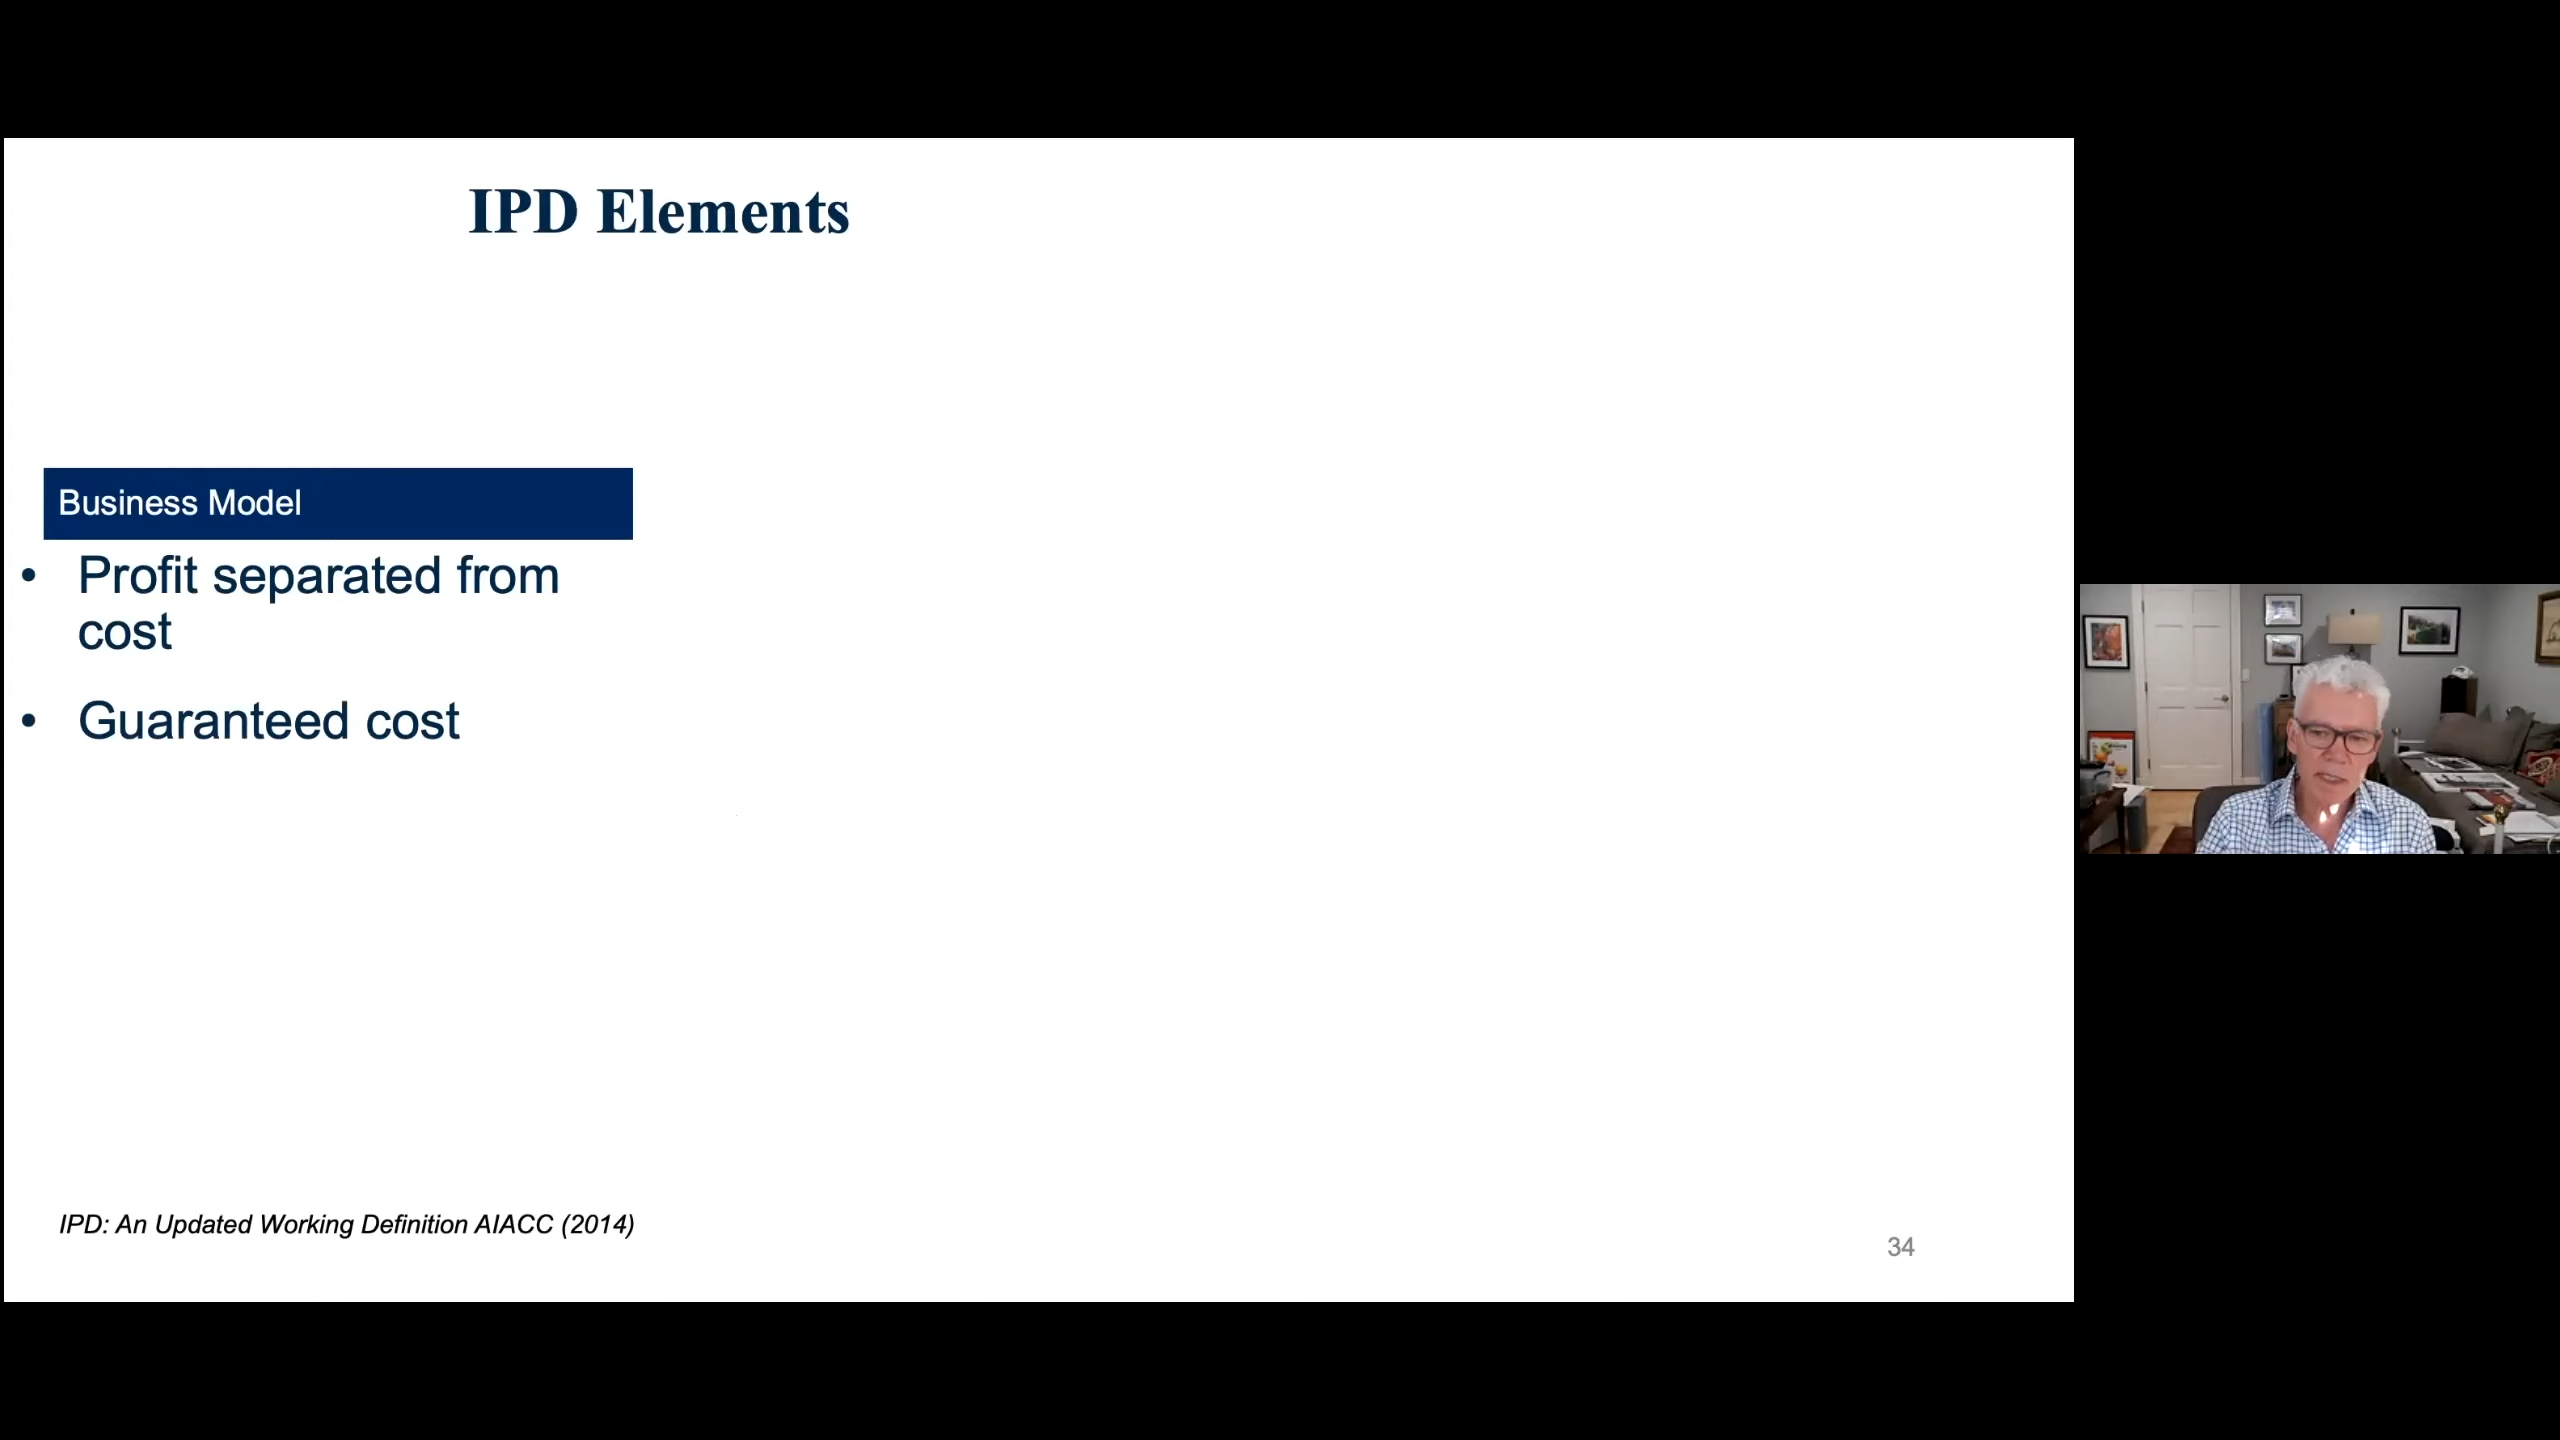 IPD Elements
Business Model
• Profit separated from
cost
• Guaranteed cost
IPD: An Updated Working Definition AIACC (2014)
34